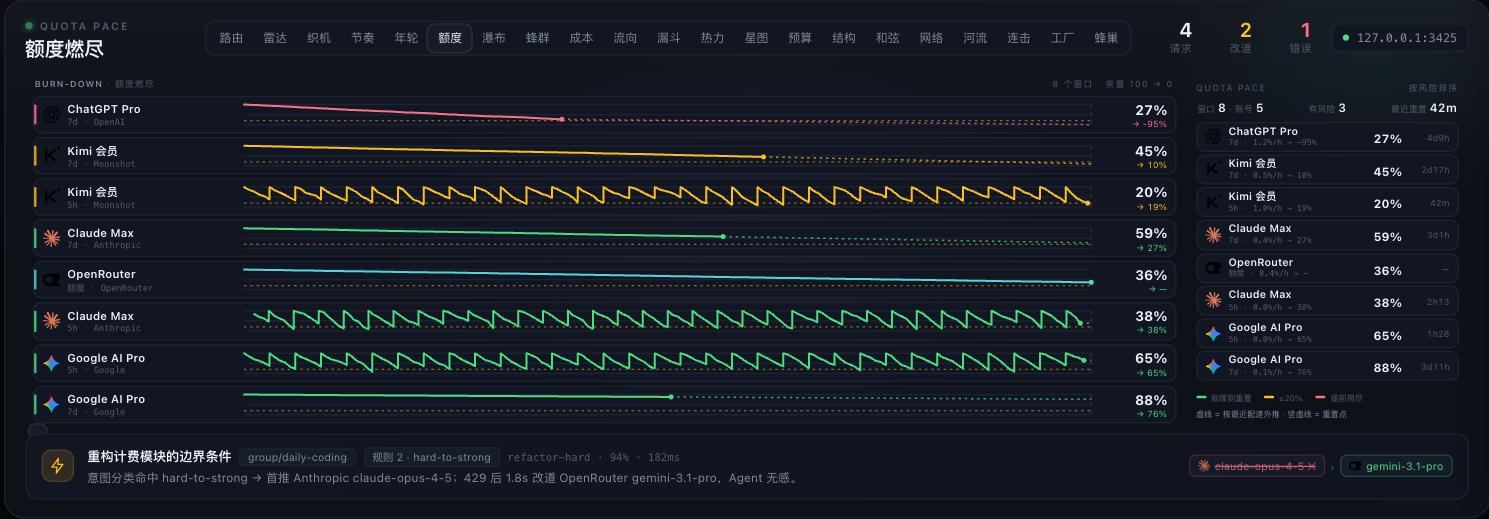 QUOTA PACE
额度燃尽
路由 雷达 织机 节奏 年轮 额度 瀑布 蜂群 成本 流向 漏斗 热力 星图 预算 结构 和弦 网络 河流 连击 工厂 蜂巢
4 请求
2 改道
1 错误
127.0.0.1:3425
BURN-DOWN · 额度燃尽
8 个窗口 · 余量 100 → 0
ChatGPT Pro 27%
7d · OpenAI → -95%
Kimi 会员 45%
7d · Moonshot → 10%
Kimi 会员 20%
5h · Moonshot → 19%
Claude Max 59%
7d · Anthropic → 27%
OpenRouter 36%
额度 · OpenRouter → —
Claude Max 38%
5h · Anthropic → 38%
Google AI Pro 65%
5h · Google → 65%
Google AI Pro 88%
7d · Google → 76%
QUOTA PACE 按风险排序
窗口 8 · 账号 5 有风险 3 最近重置 42m
ChatGPT Pro 27% 4d9h
7d · 1.2%/h → -95%
Kimi 会员 45% 2d17h
7d · 0.5%/h → 10%
Kimi 会员 20% 42m
5h · 1.0%/h → 19%
Claude Max 59% 3d1h
7d · 0.4%/h → 27%
OpenRouter 36% —
额度 · 0.4%/h → —
Claude Max 38% 2h13
5h · 0.0%/h → 38%
Google AI Pro 65% 1h28
5h · 0.0%/h → 65%
Google AI Pro 88% 3d11h
7d · 0.1%/h → 76%
能撑到重置 ≤20% 提前用尽
虚线 = 按最近配速外推 · 竖虚线 = 重置点
重构计费模块的边界条件 group/daily-coding 规则 2 · hard-to-strong refactor-hard · 94% · 182ms
意图分类命中 hard-to-strong → 首推 Anthropic claude-opus-4-5；429 后 1.8s 改道 OpenRouter gemini-3.1-pro，Agent 无感。
claude-opus-4-5 ✕ › gemini-3.1-pro